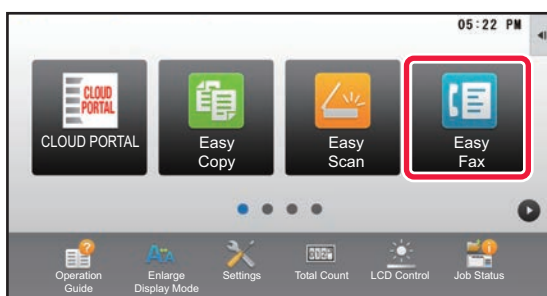 05:22 PM
CLOUD
PORTAL
CLOUD PORTAL
Easy
Copy
Easy
Scan
Easy
Fax
Operation
Guide
Enlarge
Display Mode
Settings
Total Count
LCD Control
Job Status